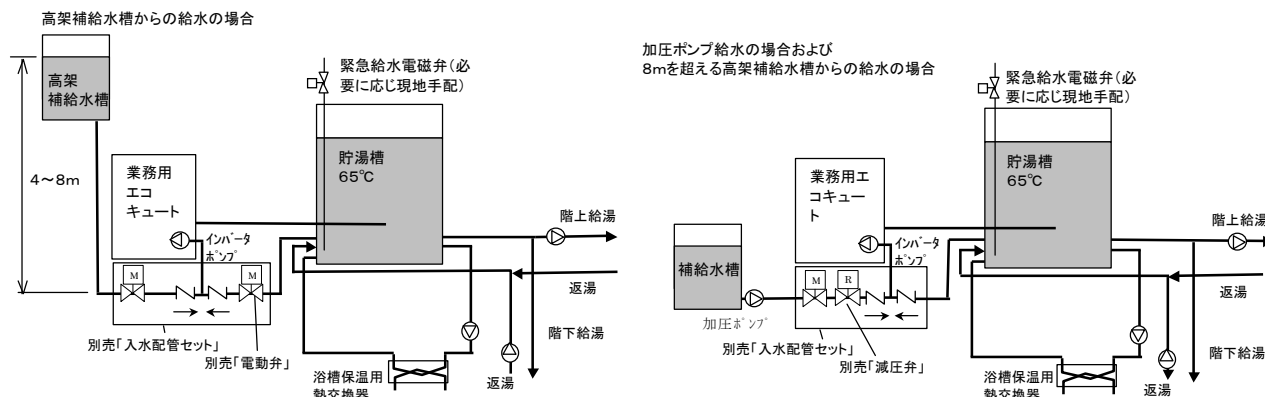 高架補給水槽からの給水の場合
高架
補給水槽
4～8m
業務用
エコ
キュート
緊急給水電磁弁（必
要に応じ現地手配）
貯湯槽
65℃
ｲﾝﾊﾞｰﾀ
ﾎﾟﾝﾌﾟ
M
M
階上給湯
返湯
階下給湯
別売「入水配管セット」
別売「電動弁」
浴槽保温用
熱交換器
返湯
加圧ポンプ給水の場合および
8mを超える高架補給水槽からの給水の場合
緊急給水電磁弁（必
要に応じ現地手配）
業務用エ
コキュー
ト
貯湯槽
65℃
ｲﾝﾊﾞｰﾀ
ﾎﾟﾝﾌﾟ
補給水槽
M
R
加圧ﾎﾟﾝﾌﾟ
階上給湯
返湯
階下給湯
別売「入水配管セット」
別売「減圧弁」
浴槽保温用
熱交換器
返湯